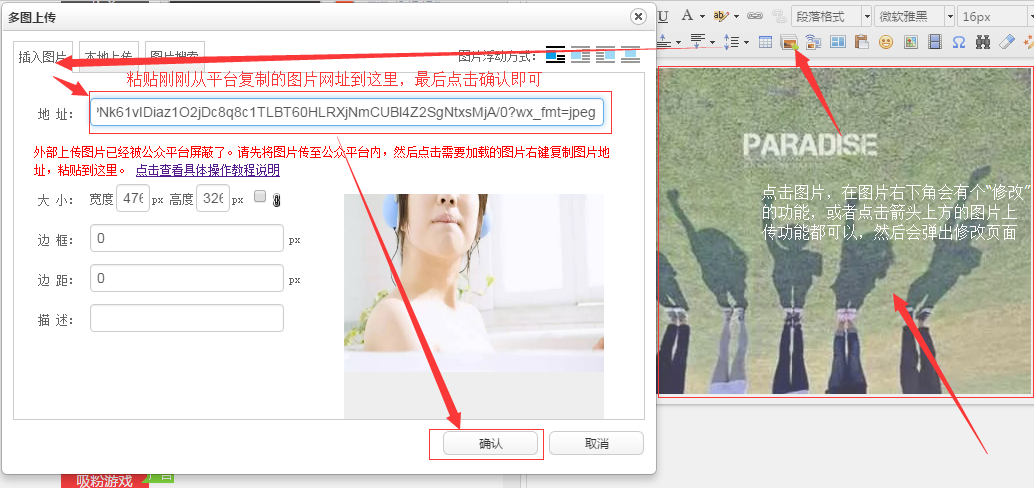 多图上传
U A ab 段落格式 微软雅黑 16px
插入图片 本地上传 图片搜索 图片浮动方式：
粘贴刚刚从平台复制的图片网址到这里，最后点击确认即可
地 址： Nk61vIDiaz1O2jDc8q8c1TLBT60HLRXjNmCUBl4Z2SgNtxsMjA/0?wx_fmt=jpeg
外部上传图片已经被公众平台屏蔽了。请先将图片传至公众平台内，然后点击需要加载的图片右键复制图片地
址，粘贴到这里。 点击查看具体操作教程说明
大 小： 宽度 476 px 高度 326 px
边 框： 0 px
边 距： 0 px
描 述：
确认 取消
PARADISE
点击图片，在图片右下角会有个“修改”
的功能，或者点击箭头上方的图片上
传功能都可以，然后会弹出修改页面
吸粉游戏